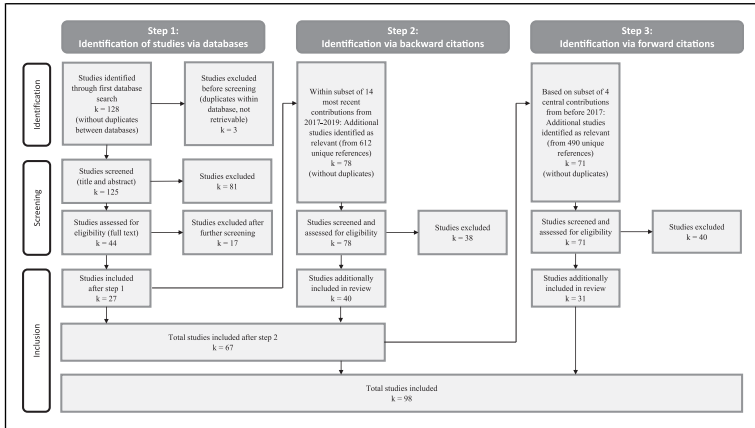 Step 1:
Identification of studies via databases
Step 2:
Identification via backward citations
Step 3:
Identification via forward citations
Identification
Studies identified
through first database
search
k = 128
(without duplicates
between databases)
Studies excluded
before screening
(duplicates within
database, not
retrievable)
k = 3
Within subset of 14
most recent
contributions from
2017-2019: Additional
studies identified as
relevant (from 612
unique references)
k = 78
(without duplicates)
Based on subset of 4
central contributions
from before 2017:
Additional studies
identified as relevant
(from 490 unique
references)
k = 71
(without duplicates)
Screening
Studies screened
(title and abstract)
k = 125
Studies excluded
k = 81
Studies assessed for
eligibility (full text)
k = 44
Studies excluded after
further screening
k = 17
Studies screened and
assessed for eligibility
k = 78
Studies excluded
k = 38
Studies screened and
assessed for eligibility
k = 71
Studies excluded
k = 40
Inclusion
Studies included
after step 1
k = 27
Studies additionally
included in review
k = 40
Studies additionally
included in review
k = 31
Total studies included after step 2
k = 67
Total studies included
k = 98